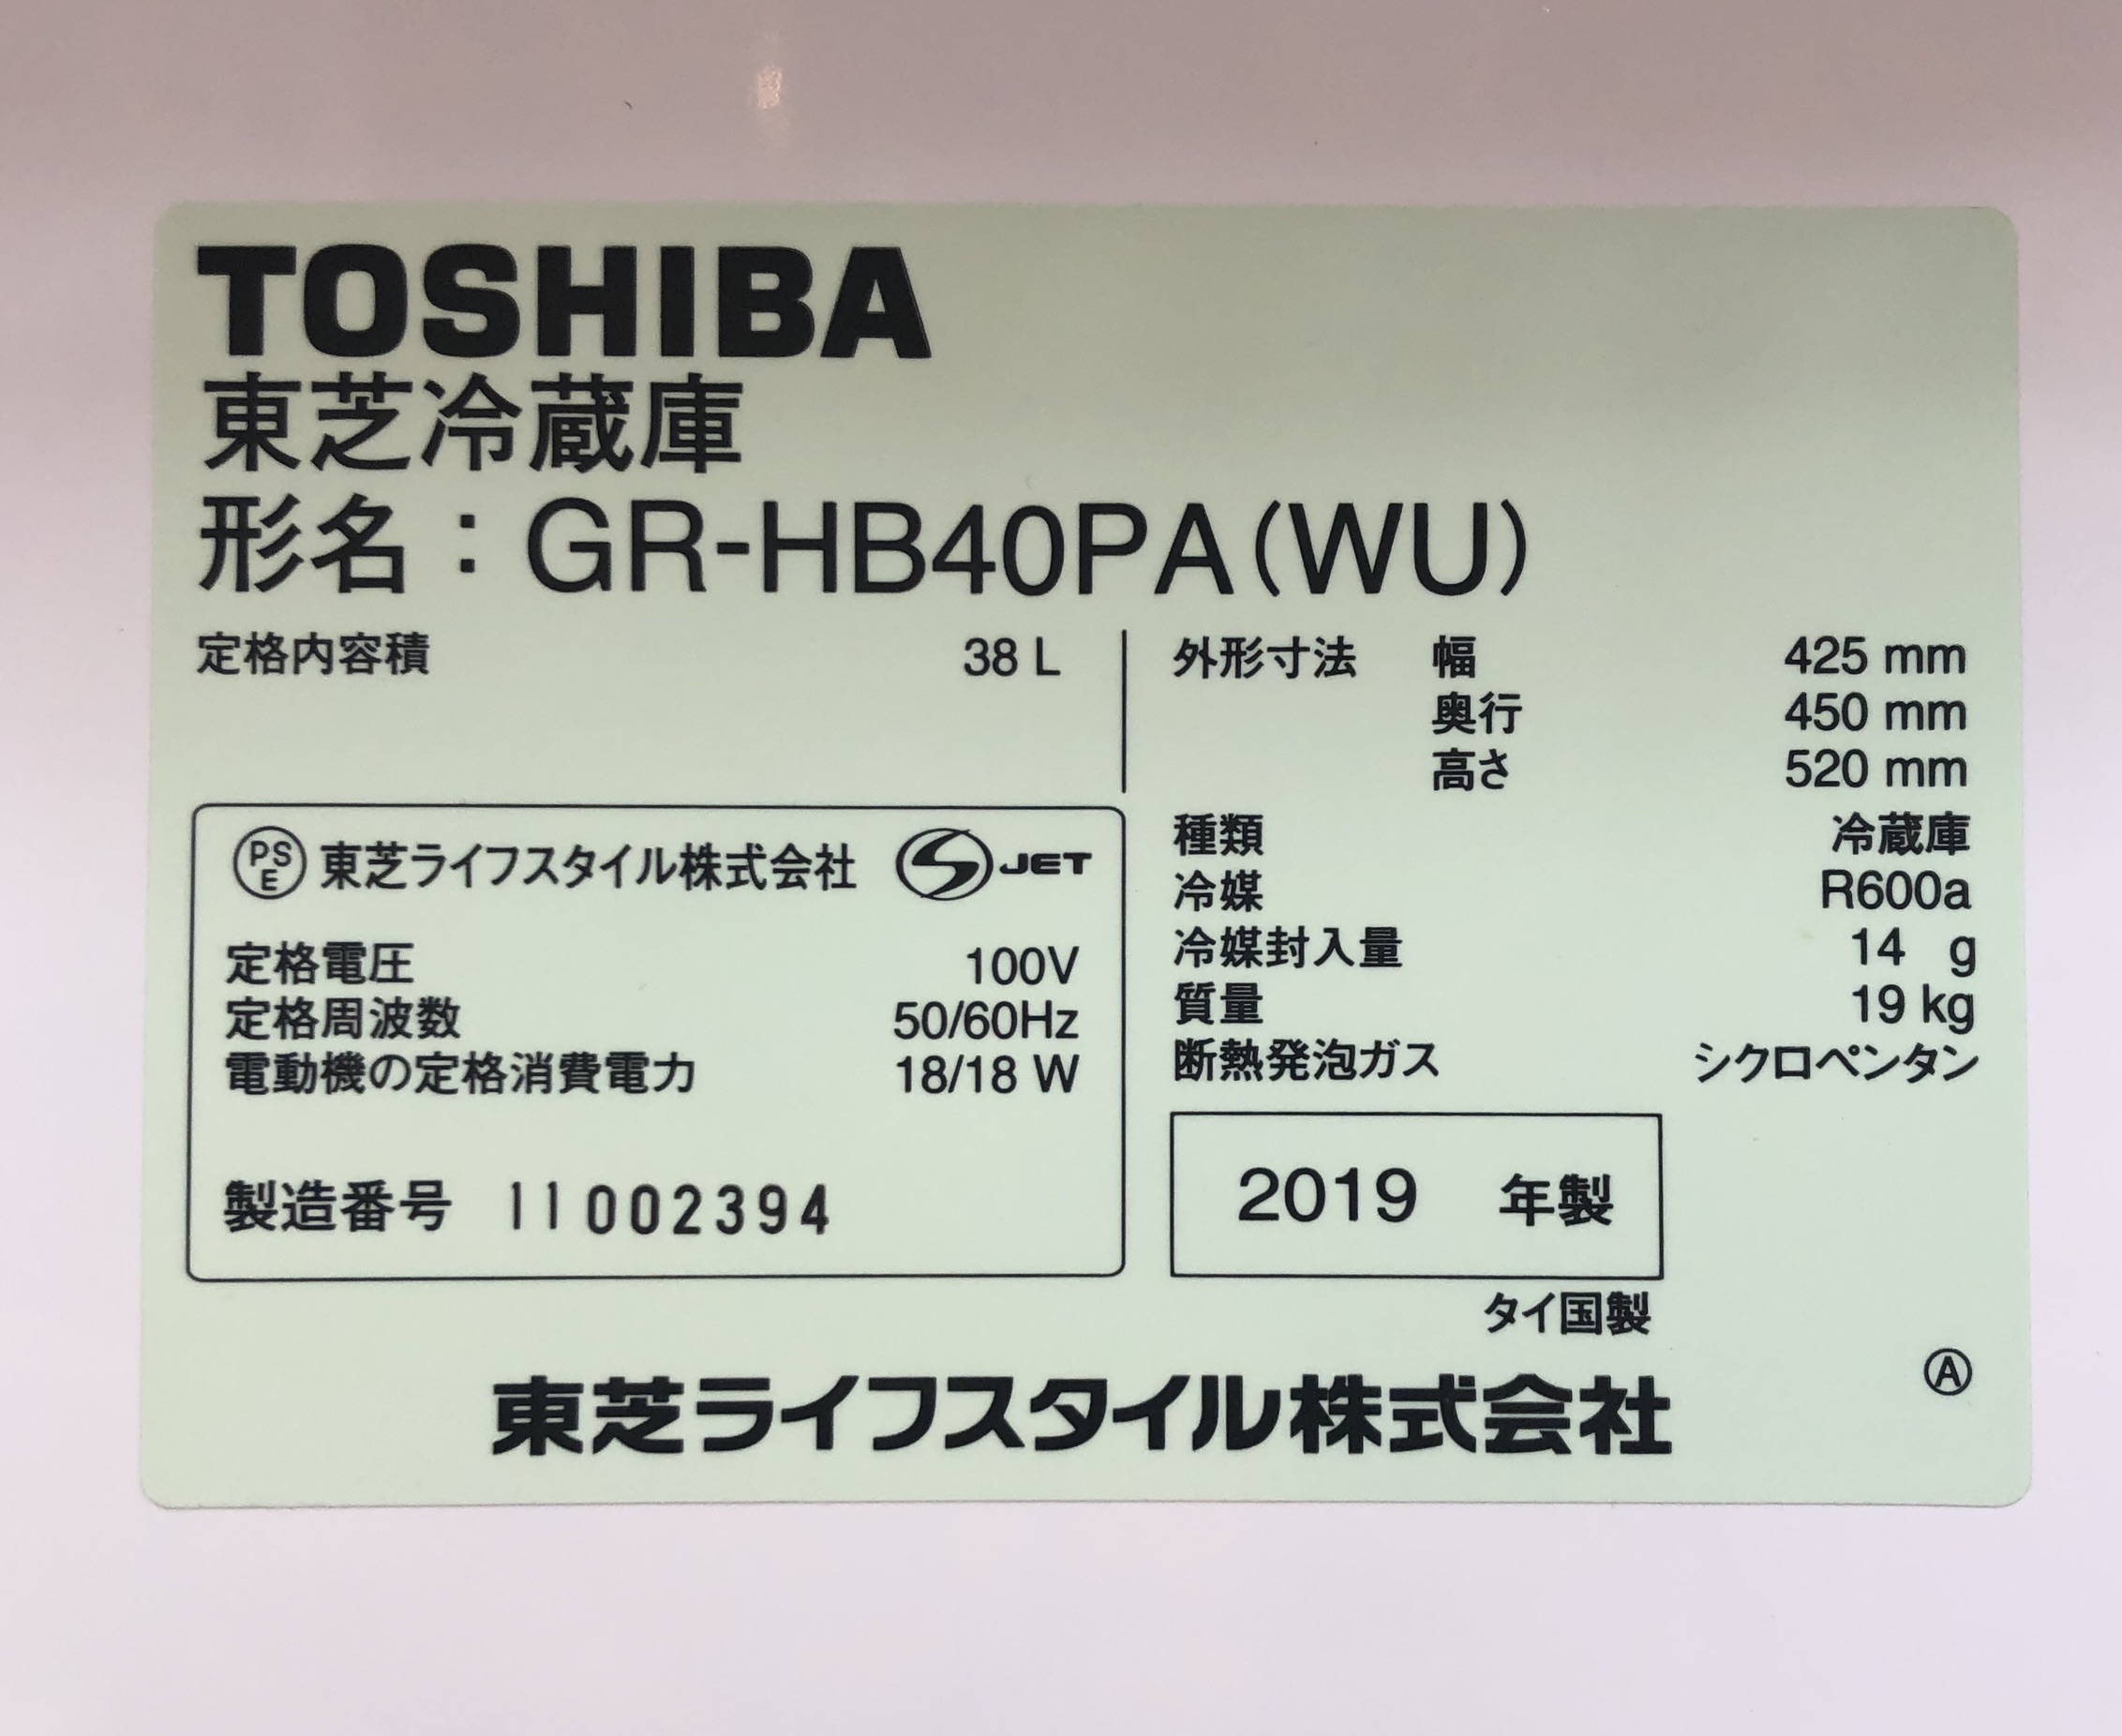 TOSHIBA
東芝冷蔵庫
形名：GR-HB40PA(WU)
定格内容積 38 L
外形寸法 幅 425 mm
奥行 450 mm
高さ 520 mm
PSE 東芝ライフスタイル株式会社 S JET
定格電圧 100V
定格周波数 50/60Hz
電動機の定格消費電力 18/18 W
製造番号 11002394
種類 冷蔵庫
冷媒 R600a
冷媒封入量 14 g
質量 19 kg
断熱発泡ガス シクロペンタン
2019 年製
タイ国製
Ⓐ
東芝ライフスタイル株式会社